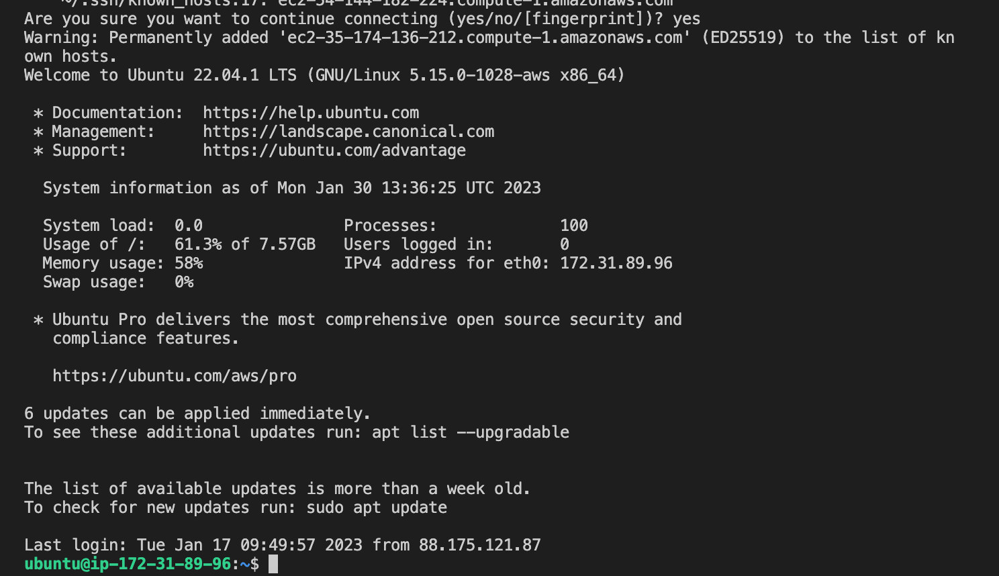 ~/.ssh/known_hosts:17: ec2-54-144-182-224.compute-1.amazonaws.com
Are you sure you want to continue connecting (yes/no/[fingerprint])? yes
Warning: Permanently added 'ec2-35-174-136-212.compute-1.amazonaws.com' (ED25519) to the list of kn
own hosts.
Welcome to Ubuntu 22.04.1 LTS (GNU/Linux 5.15.0-1028-aws x86_64)
* Documentation:  https://help.ubuntu.com
* Management:     https://landscape.canonical.com
* Support:        https://ubuntu.com/advantage
System information as of Mon Jan 30 13:36:25 UTC 2023
System load:  0.0               Processes:             100
Usage of /:   61.3% of 7.57GB   Users logged in:       0
Memory usage: 58%               IPv4 address for eth0: 172.31.89.96
Swap usage:   0%
* Ubuntu Pro delivers the most comprehensive open source security and
compliance features.
https://ubuntu.com/aws/pro
6 updates can be applied immediately.
To see these additional updates run: apt list --upgradable
The list of available updates is more than a week old.
To check for new updates run: sudo apt update
Last login: Tue Jan 17 09:49:57 2023 from 88.175.121.87
ubuntu@ip-172-31-89-96:~$